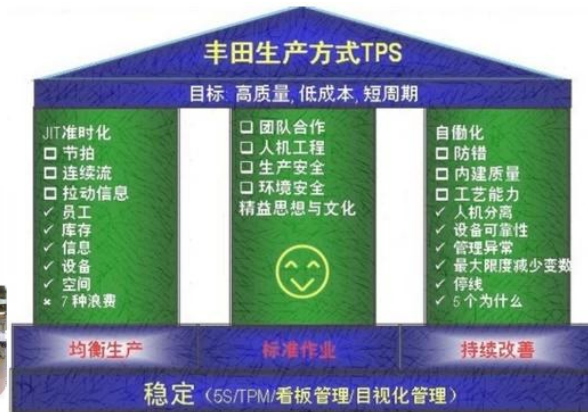 丰田生产方式TPS
目标: 高质量, 低成本, 短周期
JIT准时化
□ 节拍
□ 连续流
□ 拉动信息
✓ 员工
✓ 库存
✓ 信息
✓ 设备
✓ 空间
× 7种浪费
□ 团队合作
□ 人机工程
□ 生产安全
□ 环境安全
精益思想与文化
自働化
□ 防错
□ 内建质量
□ 工艺能力
✓ 人机分离
✓ 设备可靠性
✓ 管理异常
✓ 最大限度减少变数
✓ 停线
✓ 5个为什么
均衡生产
标准作业
持续改善
稳定（5S/TPM/看板管理/目视化管理）